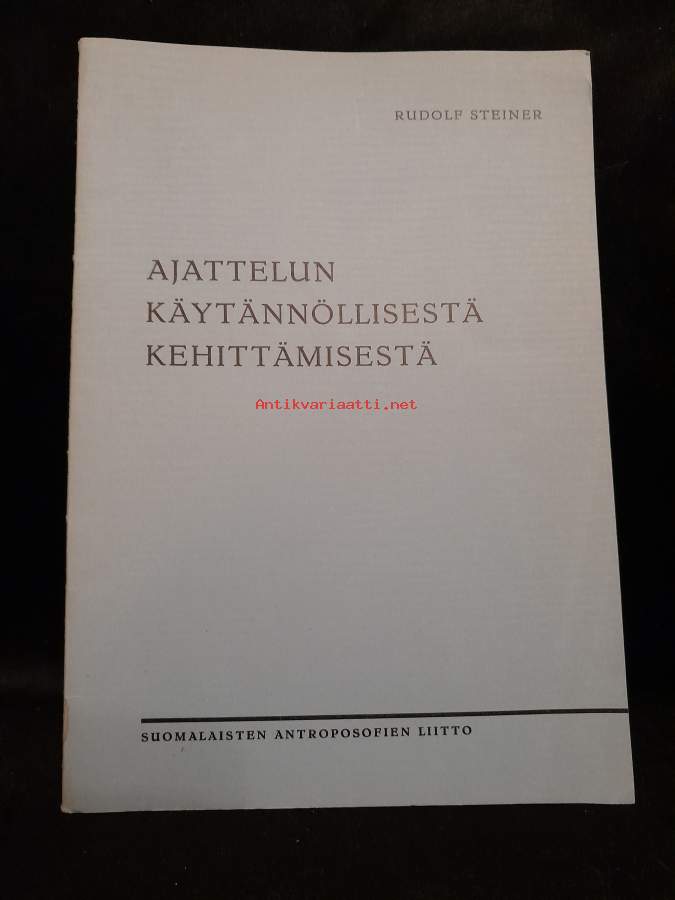 RUDOLF STEINER
AJATTELUN
KÄYTÄNNÖLLISESTÄ
KEHITTÄMISESTÄ
Antikvariaatti.net
SUOMALAISTEN ANTROPOSOFIEN LIITTO